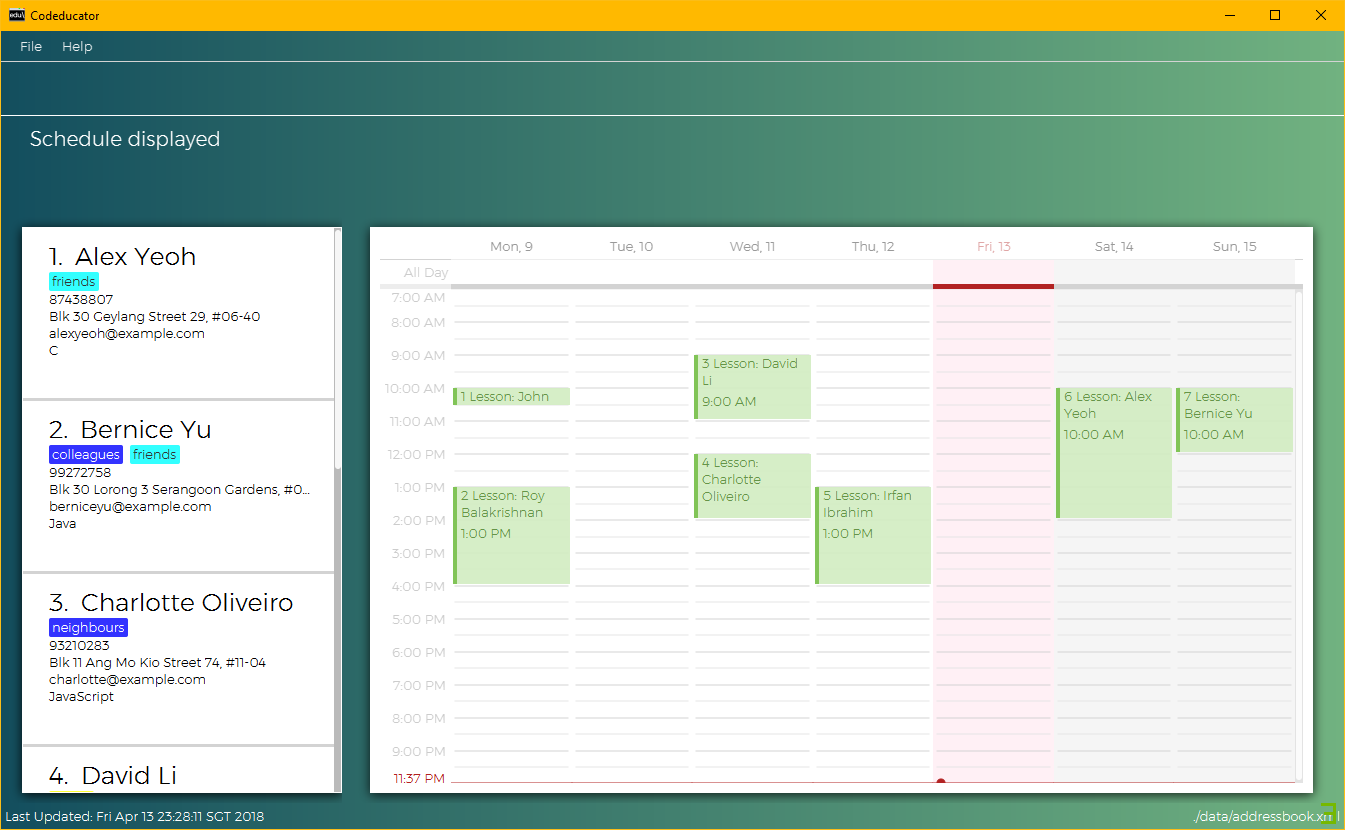 edu\
Codeducator
File Help
Schedule displayed
1. Alex Yeoh
friends
87438807
Blk 30 Geylang Street 29, #06-40
alexyeoh@example.com
C
2. Bernice Yu
colleagues friends
99272758
Blk 30 Lorong 3 Serangoon Gardens, #0...
berniceyu@example.com
Java
3. Charlotte Oliveiro
neighbours
93210283
Blk 11 Ang Mo Kio Street 74, #11-04
charlotte@example.com
JavaScript
4. David Li
Mon, 9 Tue, 10 Wed, 11 Thu, 12 Fri, 13 Sat, 14 Sun, 15
All Day
7:00 AM
8:00 AM
9:00 AM
10:00 AM
11:00 AM
12:00 PM
1:00 PM
2:00 PM
3:00 PM
4:00 PM
5:00 PM
6:00 PM
7:00 PM
8:00 PM
9:00 PM
11:37 PM
1 Lesson: John
2 Lesson: Roy
Balakrishnan
1:00 PM
3 Lesson: David
Li
9:00 AM
4 Lesson:
Charlotte
Oliveiro
5 Lesson: Irfan
Ibrahim
1:00 PM
6 Lesson: Alex
Yeoh
10:00 AM
7 Lesson:
Bernice Yu
10:00 AM
Last Updated: Fri Apr 13 23:28:11 SGT 2018
./data/addressbook.xml